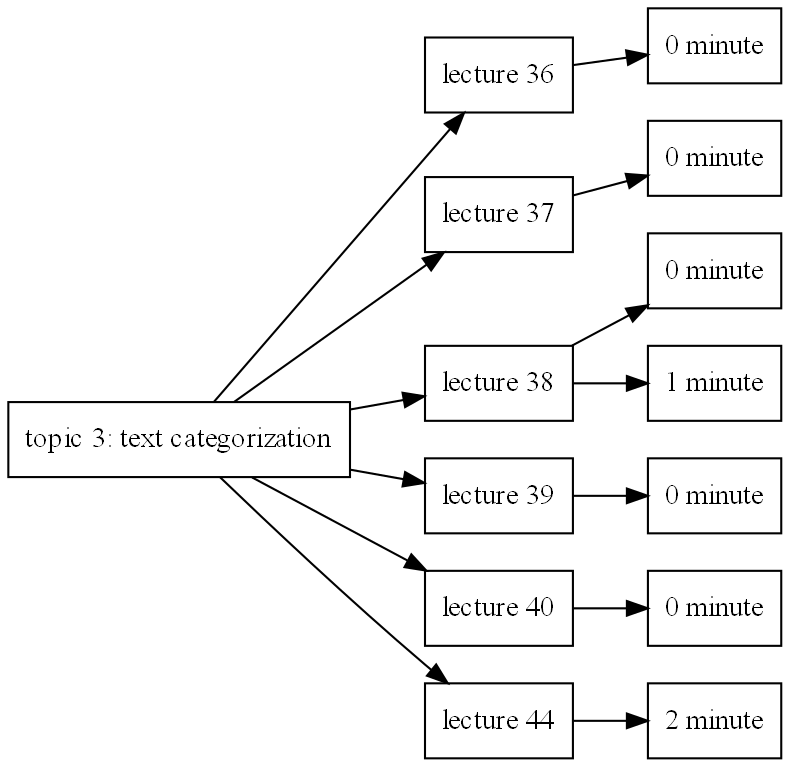 lecture 36
0 minute
lecture 37
0 minute
topic 3: text categorization
lecture 38
0 minute
1 minute
lecture 39
0 minute
lecture 40
0 minute
lecture 44
2 minute